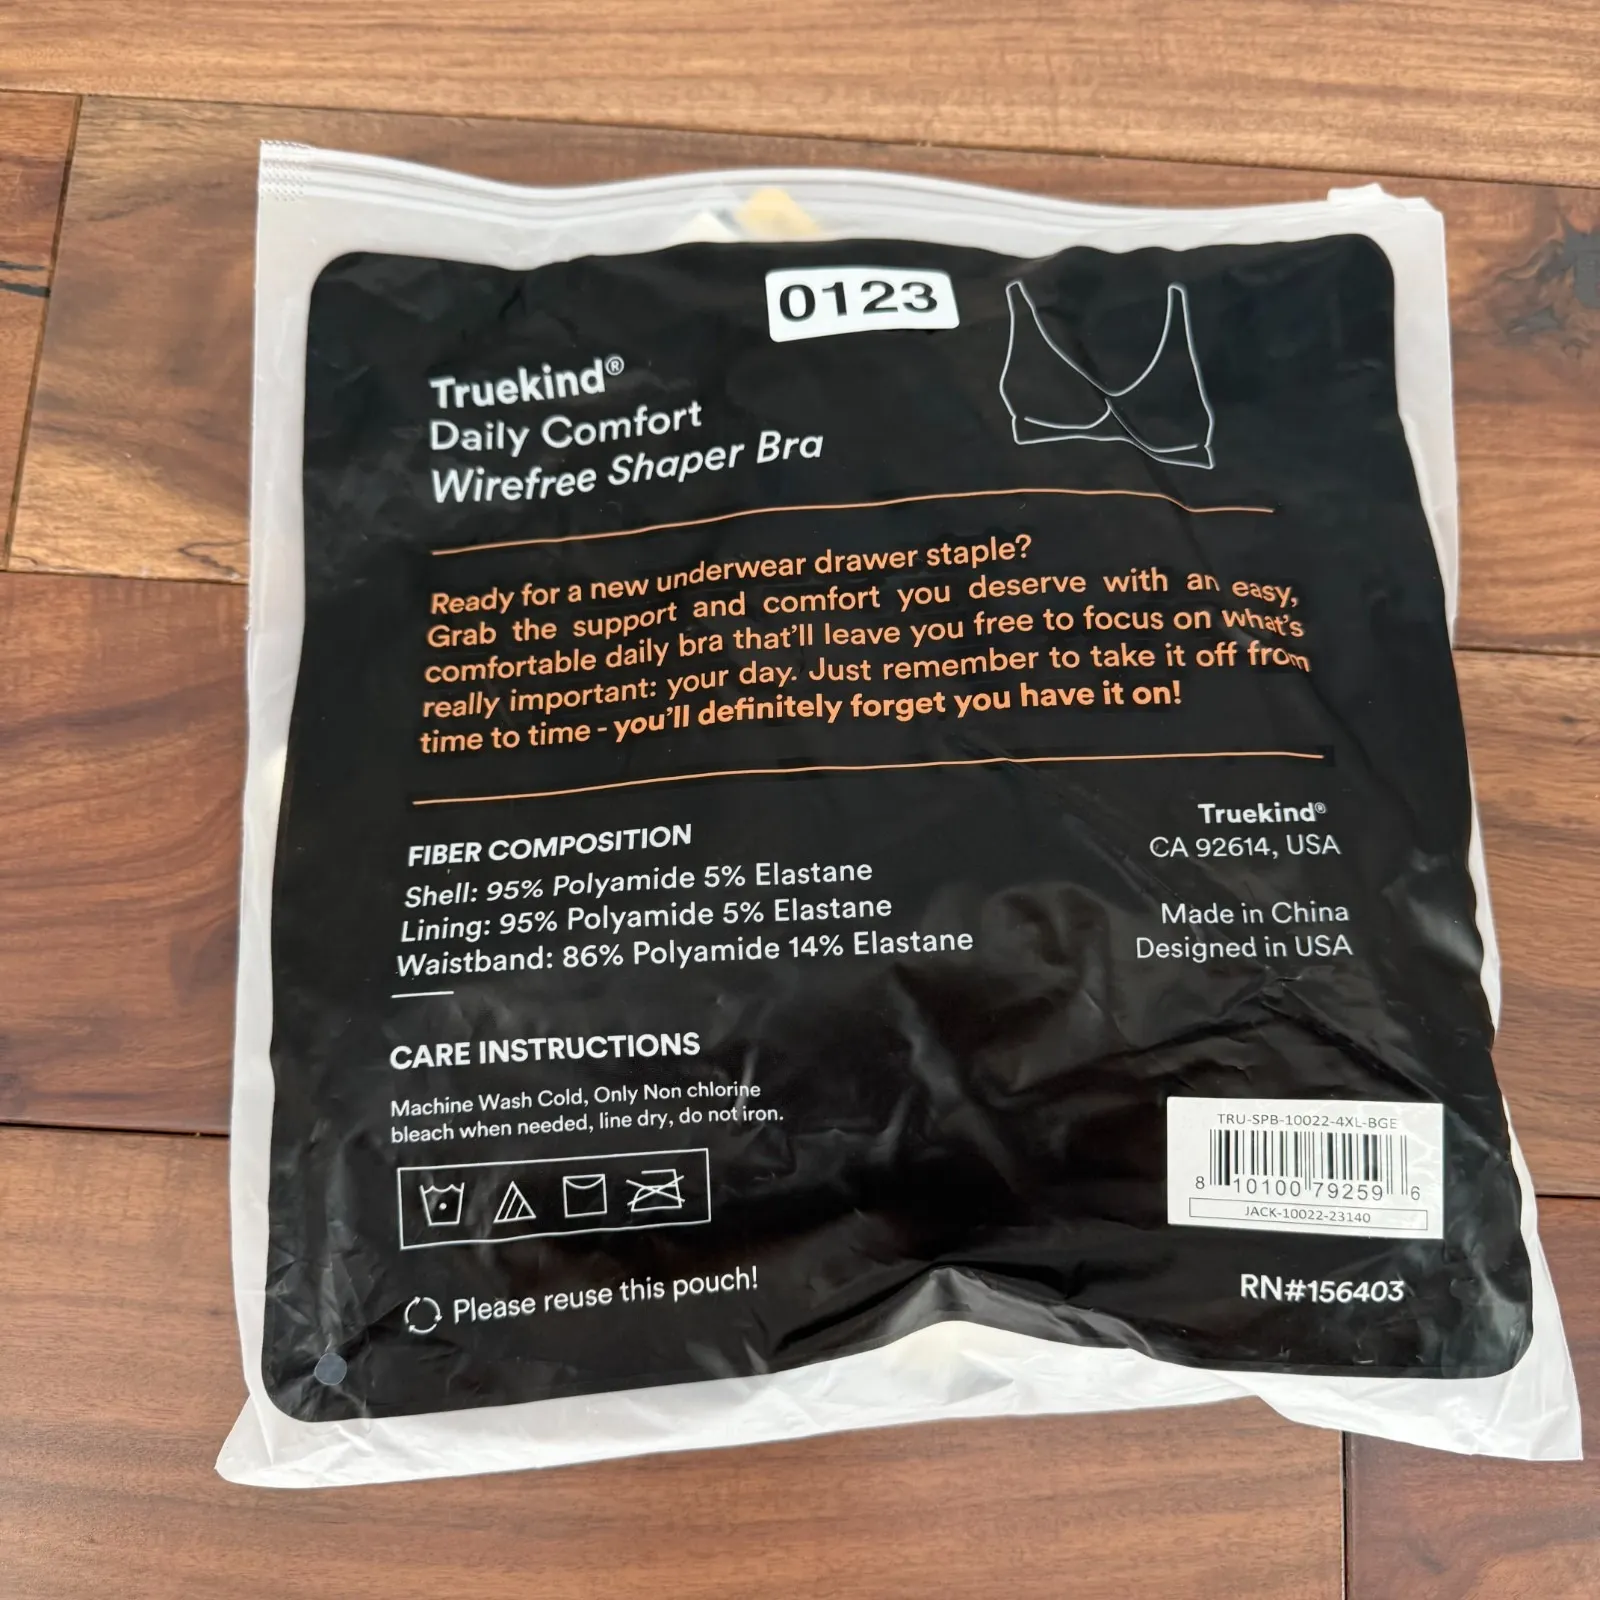 0123
Truekind®
Daily Comfort
Wirefree Shaper Bra
Ready for a new underwear drawer staple?
Grab the support and comfort you deserve with an easy,
comfortable daily bra that'll leave you free to focus on what's
really important: your day. Just remember to take it off from
time to time - you'll definitely forget you have it on!
FIBER COMPOSITION
Shell: 95% Polyamide 5% Elastane
Lining: 95% Polyamide 5% Elastane
Waistband: 86% Polyamide 14% Elastane
Truekind®
CA 92614, USA
Made in China
Designed in USA
CARE INSTRUCTIONS
Machine Wash Cold, Only Non chlorine
bleach when needed, line dry, do not iron.
TRU-SPB-10022-4XL-BGE
8 10100 79259 6
JACK-10022-23140
Please reuse this pouch!
RN#156403